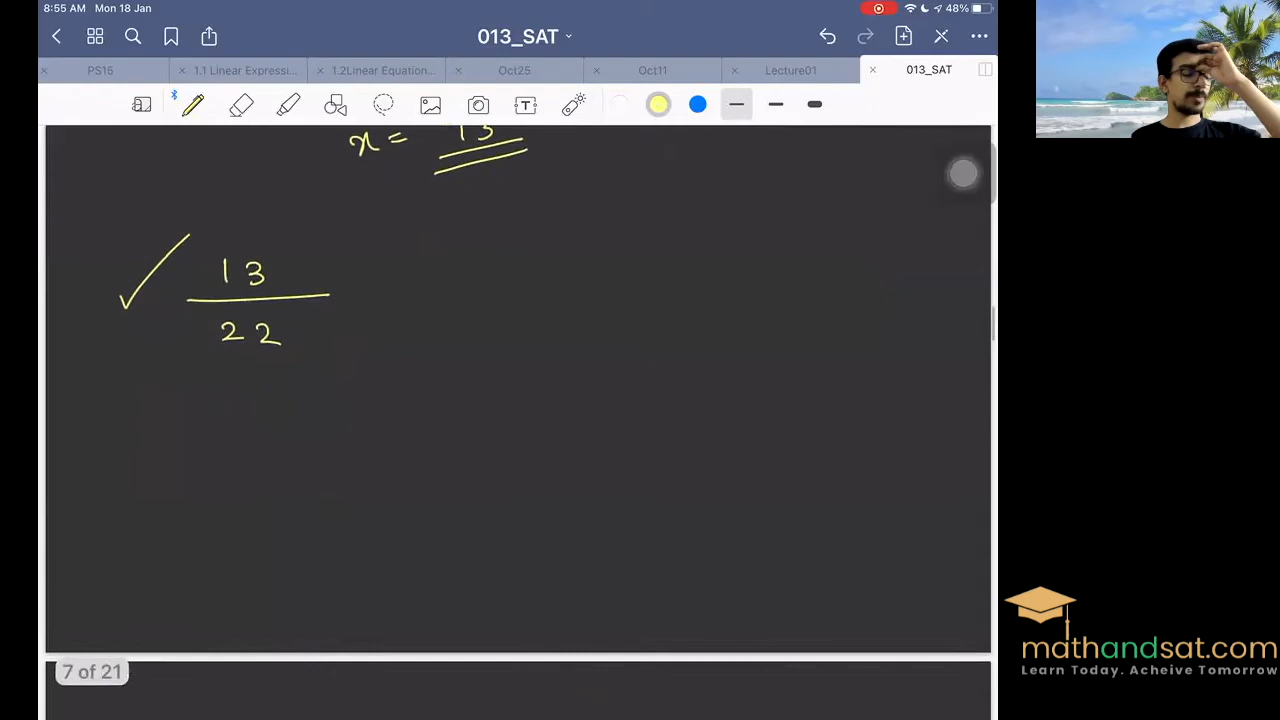 8:55 AM Mon 18 Jan
48%
013_SAT
PS15
1.1 Linear Expressi...
1.2Linear Equation...
Oct25
Oct11
Lecture01
013_SAT
T
x = 13
13
22
7 of 21
mathandsat.com
Learn Today. Acheive Tomorrow